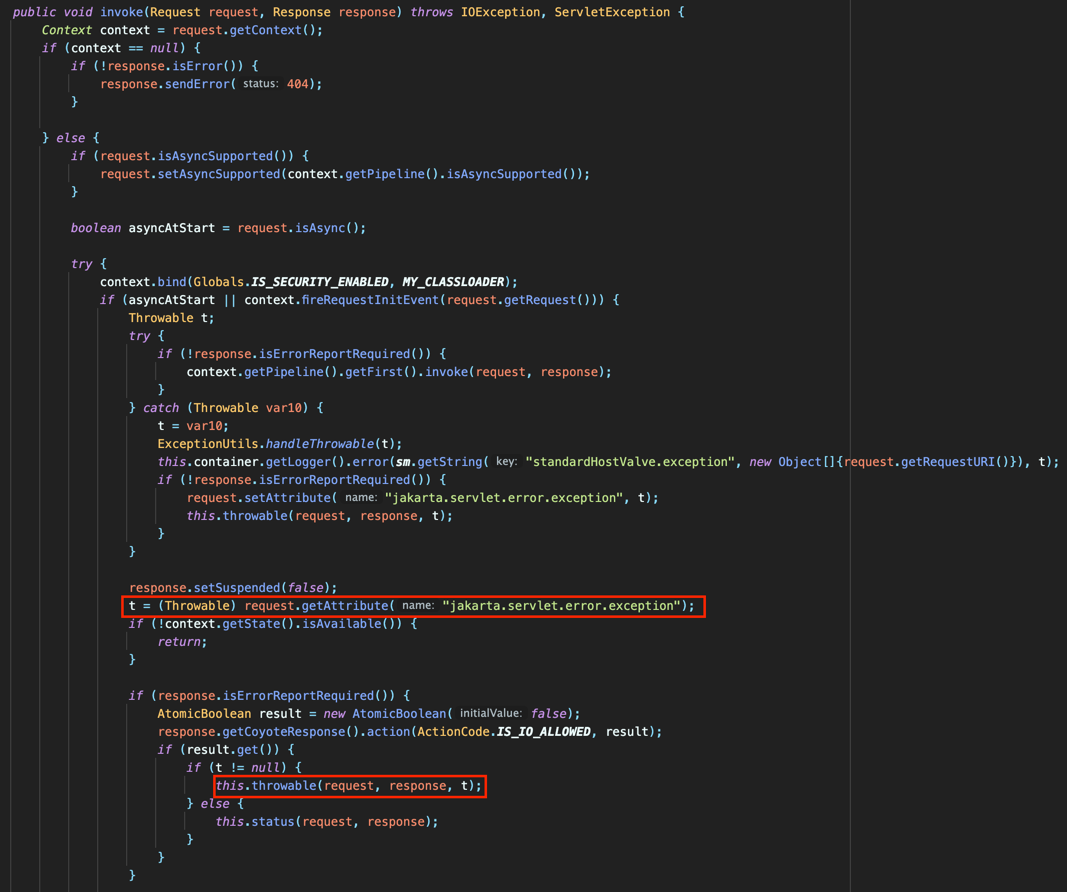 public void invoke(Request request, Response response) throws IOException, ServletException {
Context context = request.getContext();
if (context == null) {
if (!response.isError()) {
response.sendError( status: 404);
}
} else {
if (request.isAsyncSupported()) {
request.setAsyncSupported(context.getPipeline().isAsyncSupported());
}
boolean asyncAtStart = request.isAsync();
try {
context.bind(Globals.IS_SECURITY_ENABLED, MY_CLASSLOADER);
if (asyncAtStart || context.fireRequestInitEvent(request.getRequest())) {
Throwable t;
try {
if (!response.isErrorReportRequired()) {
context.getPipeline().getFirst().invoke(request, response);
}
} catch (Throwable var10) {
t = var10;
ExceptionUtils.handleThrowable(t);
this.container.getLogger().error(sm.getString( key: "standardHostValve.exception", new Object[]{request.getRequestURI()}), t);
if (!response.isErrorReportRequired()) {
request.setAttribute( name: "jakarta.servlet.error.exception", t);
this.throwable(request, response, t);
}
}
response.setSuspended(false);
t = (Throwable) request.getAttribute( name: "jakarta.servlet.error.exception");
if (!context.getState().isAvailable()) {
return;
}
if (response.isErrorReportRequired()) {
AtomicBoolean result = new AtomicBoolean( initialValue: false);
response.getCoyoteResponse().action(ActionCode.IS_IO_ALLOWED, result);
if (result.get()) {
if (t != null) {
this.throwable(request, response, t);
} else {
this.status(request, response);
}
}
}